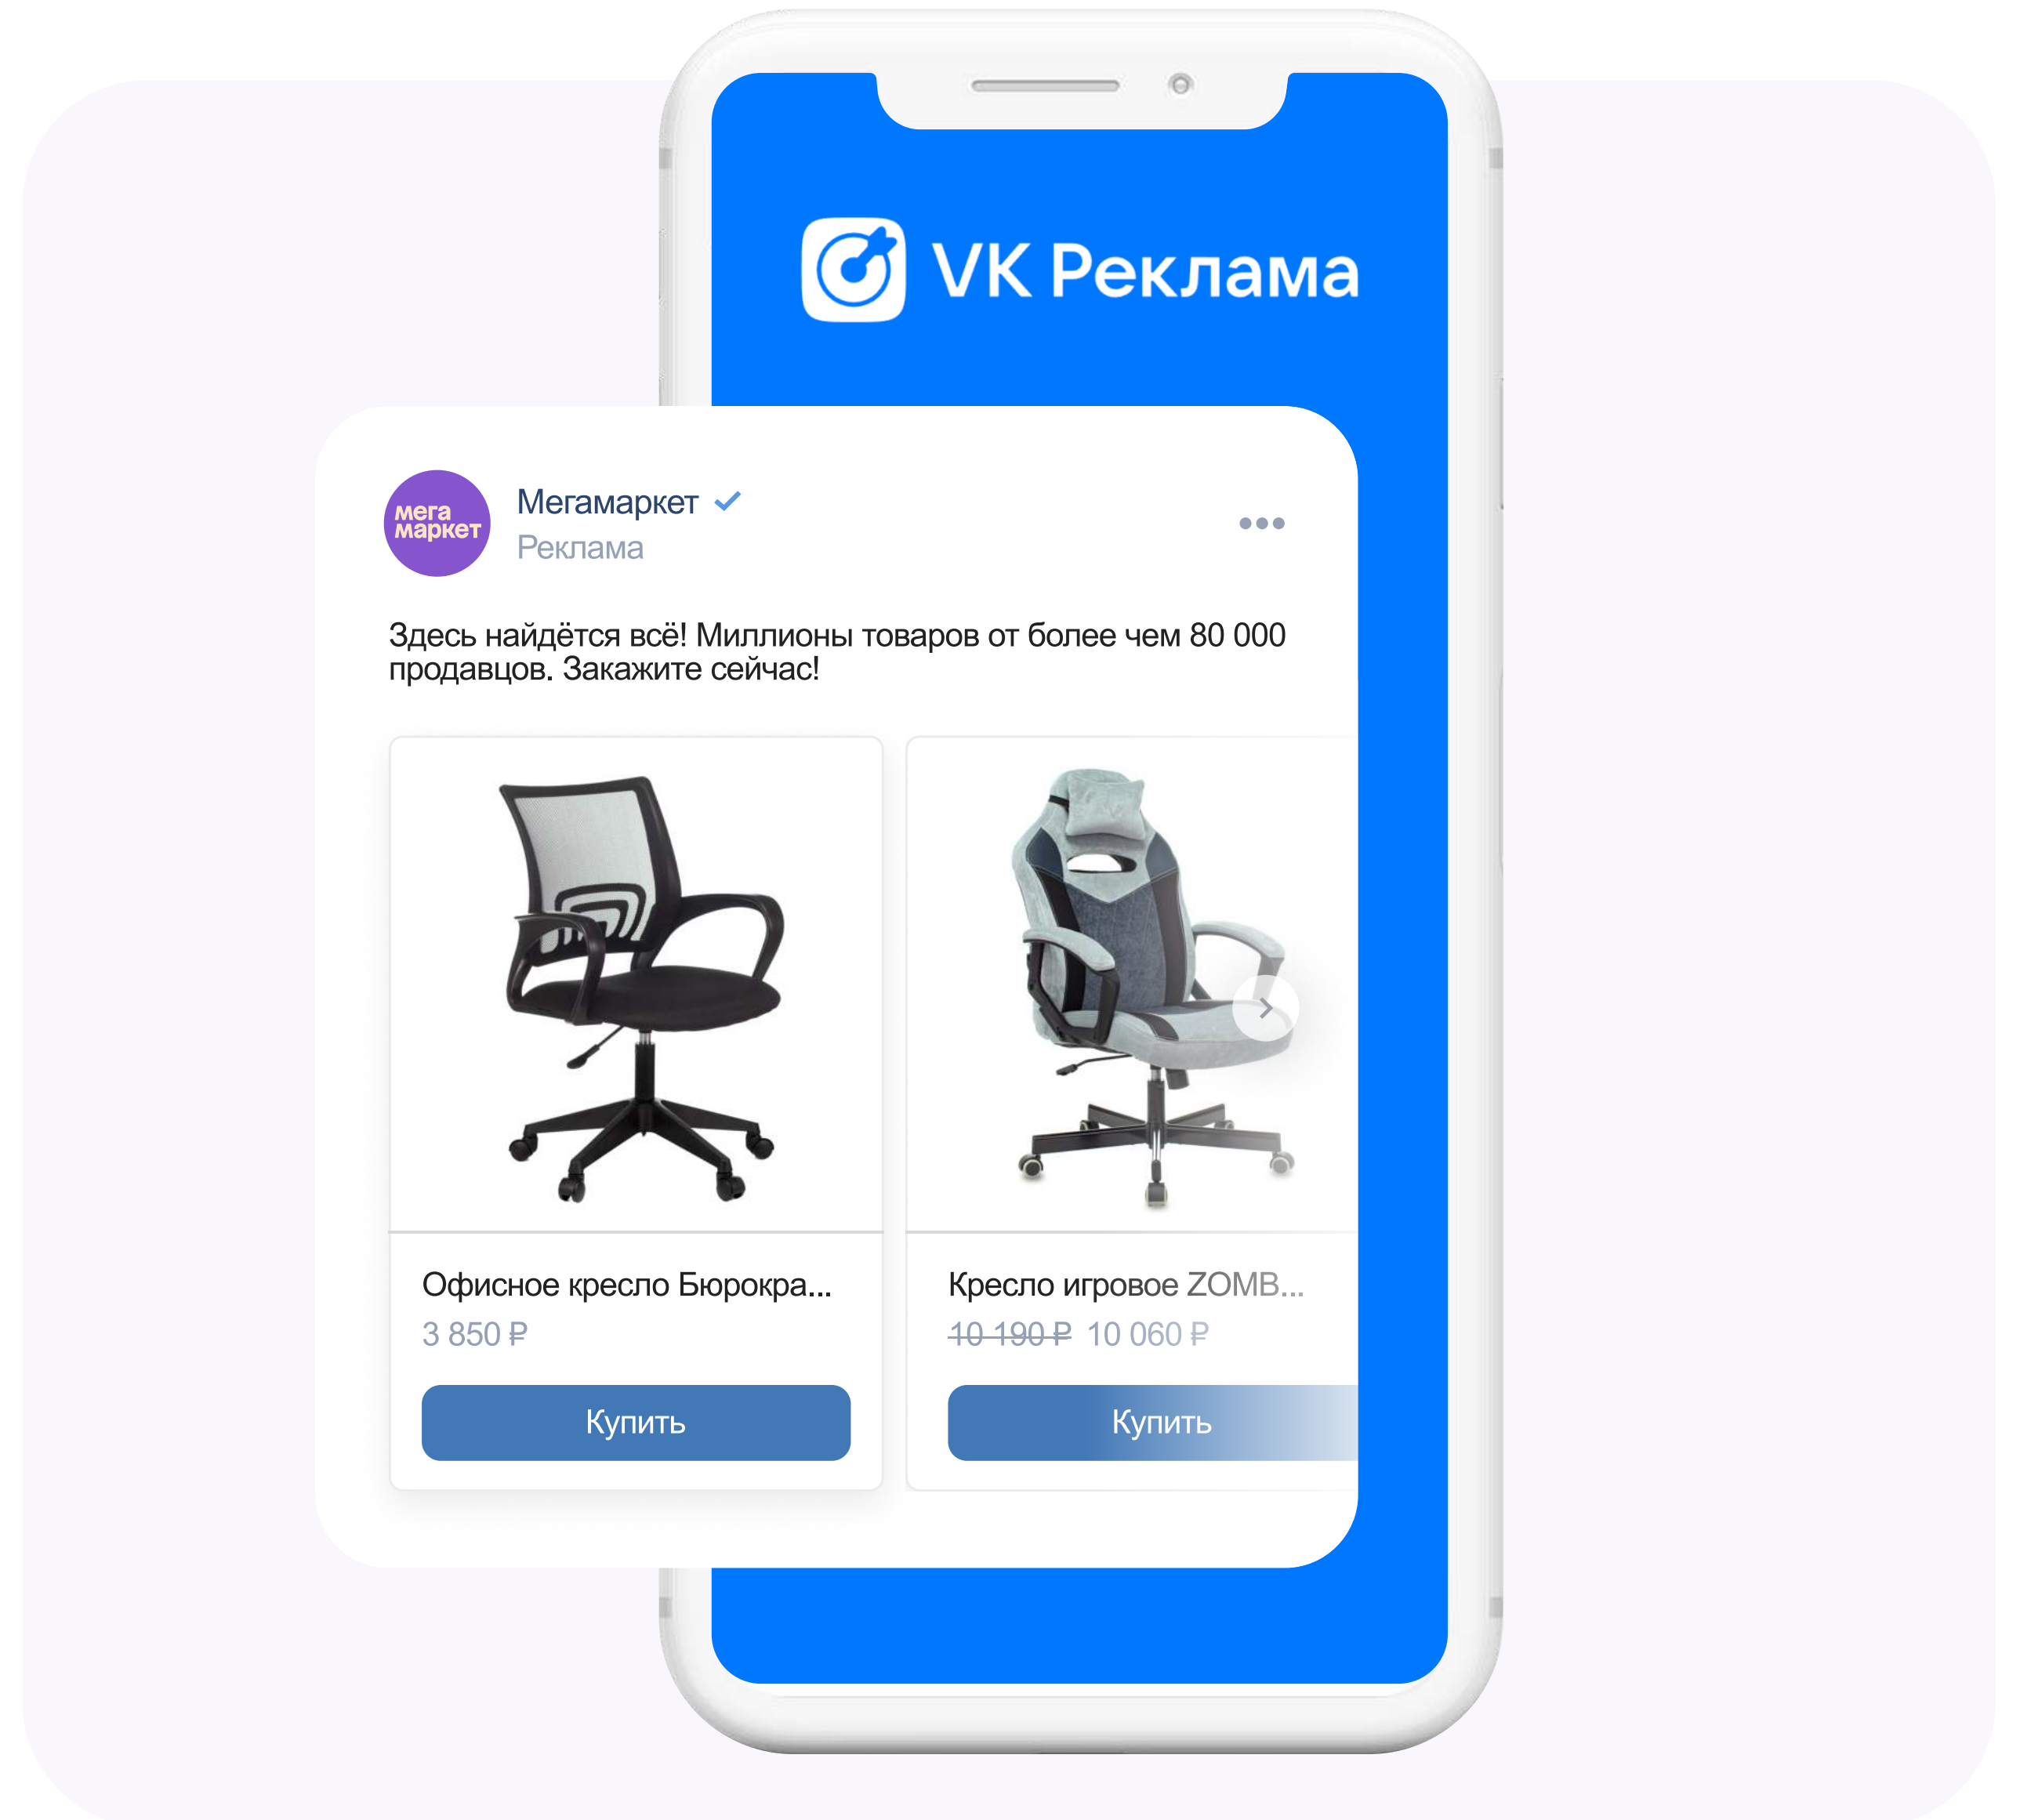 VK Реклама
мега
маркет
Мегамаркет
Реклама
Здесь найдётся всё! Миллионы товаров от более чем 80 000
продавцов. Закажите сейчас!
Офисное кресло Бюрокра...
3 850 ₽
Купить
Кресло игровое ZOMB...
10 190 ₽ 10 060 ₽
Купить